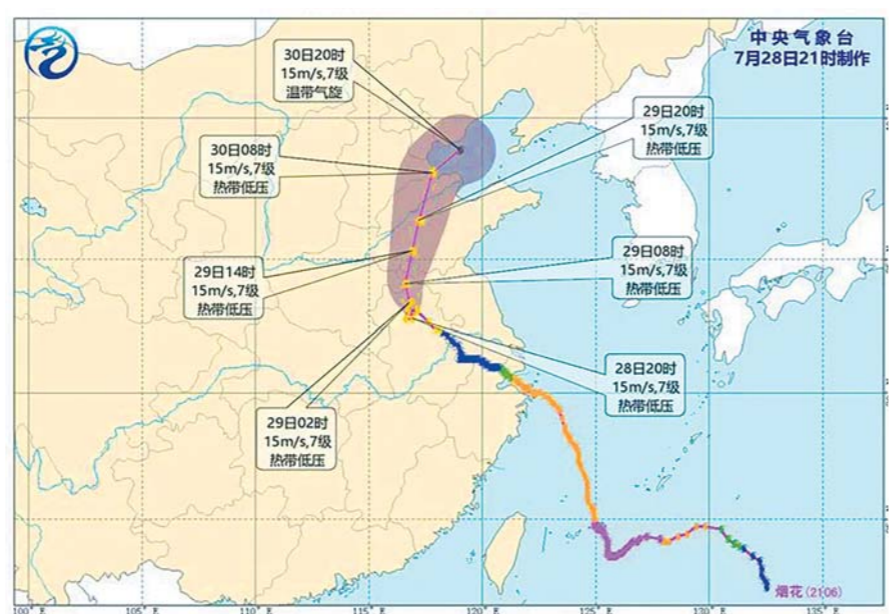 中央气象台
7月28日21时制作
30日20时
15m/s,7级
温带气旋
29日20时
15m/s,7级
热带低压
30日08时
15m/s,7级
热带低压
29日08时
15m/s,7级
热带低压
29日14时
15m/s,7级
热带低压
28日20时
15m/s,7级
热带低压
29日02时
15m/s,7级
热带低压
烟花(2106)
100° E 105° E 110° E 115° E 120° E 125° E 130° E 135° E